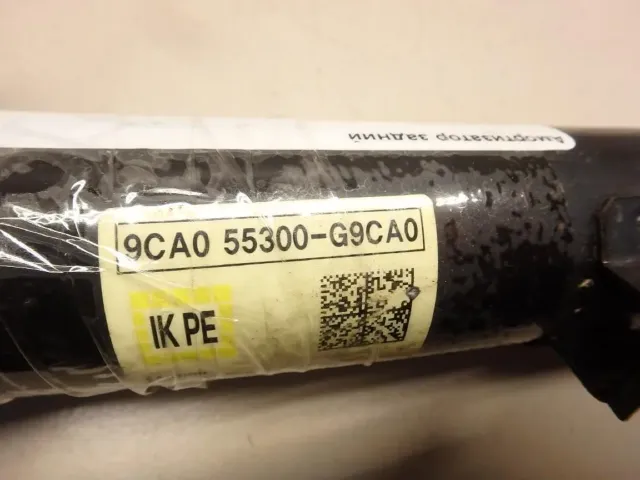 Амортизатор задний
9CA0 55300-G9CA0
IK PE